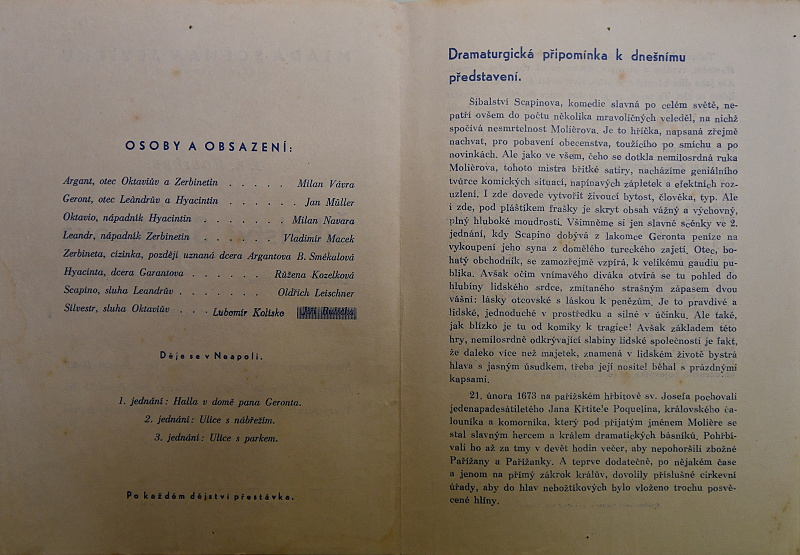 OSOBY A OBSAZENÍ:
Argant, otec Oktaviův a Zerbinetin . . . . . Milan Vávra
Geront, otec Leândrův a Hyacintin . . . . . Jan Müller
Oktavio, nápadník Hyacintin . . . . . . . Milan Navara
Leandr, nápadník Zerbinetin . . . . . . Vladimír Macek
Zerbineta, cizinka, později uznaná dcera Argantova B. Smékalová
Hyacinta, dcera Garantova . . . . . . Růžena Kozelková
Scapino, sluha Leandrův . . . . . . . Oldřich Leischner
Silvestr, sluha Oktaviův . . . Lubomír Kolisko
Děje se v Neapoli.
1. jednání: Halla v domě pana Geronta.
2. jednání: Ulice s nábřežím.
3. jednání: Ulice s parkem.
Po každém dějství přestávka.
Dramaturgická připomínka k dnešnímu
představení.
Šibalství Scapinova, komedie slavná po celém světě, ne-
patří ovšem do počtu několika mravoličných veleděl, na nichž
spočívá nesmrtelnost Molièrova. Je to hříčka, napsaná zřejmě
nachvat, pro pobavení obecenstva, toužícího po smíchu a po
novinkách. Ale jako ve všem, čeho se dotkla nemilosrdná ruka
Molièrova, tohoto mistra břitké satiry, nacházíme geniálního
tvůrce komických situací, napínavých zápletek a efektních roz-
uzlení. I zde dovede vytvořit živoucí bytost, člověka, typ. Ale
i zde, pod pláštíkem frašky je skryt obsah vážný a výchovný,
plný hluboké moudrosti. Všimněme si jen slavné scénky ve 2.
jednání, kdy Scapino dobývá z lakomce Geronta peníze na
vykoupení jeho syna z domělého tureckého zajetí. Otec, bo-
hatý obchodník, se samozřejmě vzpírá, k velikému gaudiu pu-
blika. Avšak očím vnímavého diváka otvírá se tu pohled do
hlubiny lidského srdce, zmítaného strašným zápasem dvou
vášní: lásky otcovské s láskou k penězům. Je to pravdivé a
lidské, jednoduché v prostředku a silné v účinku. Ale také,
jak blízko je tu od komiky k tragice! Avšak základem této
hry, nemilosrdně odkrývající slabiny lidské společnosti je fakt,
že daleko více než majetek, znamená v lidském životě bystrá
hlava s jasným úsudkem, třeba její nositel běhal s prázdnými
kapsami.
21. února 1673 na pařížském hřbitově sv. Josefa pochovali
jedenapadesátiletého Jana Křtitele Poquelina, královského ča-
louníka a komorníka, který pod přijatým jménem Molière se
stal slavným hercem a králem dramatických básníků. Pohřbí-
vali ho až za tmy v devět hodin večer, aby nepohoršili zbožné
Pařížany a Pařížanky. A teprve dodatečně, po nějakém čase
a jenom na přímý zákrok králův, dovolily příslušné církevní
úřady, aby do hlav nebožtíkových bylo vloženo trochu posvě-
cené hlíny.